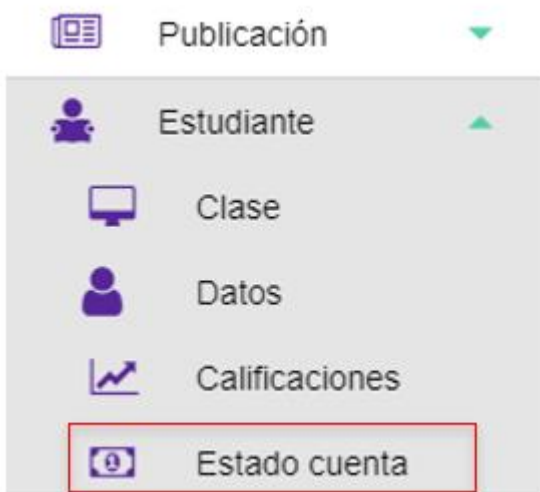 Publicación
Estudiante
Clase
Datos
Calificaciones
Estado cuenta